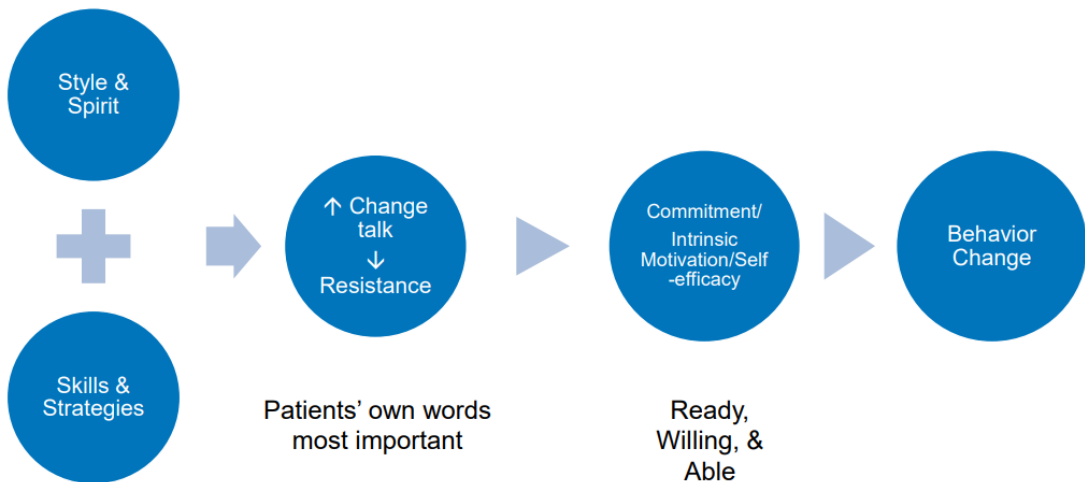 Style &
Spirit
Skills &
Strategies
↑ Change
talk
↓
Resistance
Patients’ own words
most important
Commitment/
Intrinsic
Motivation/Self
-efficacy
Ready,
Willing, &
Able
Behavior
Change